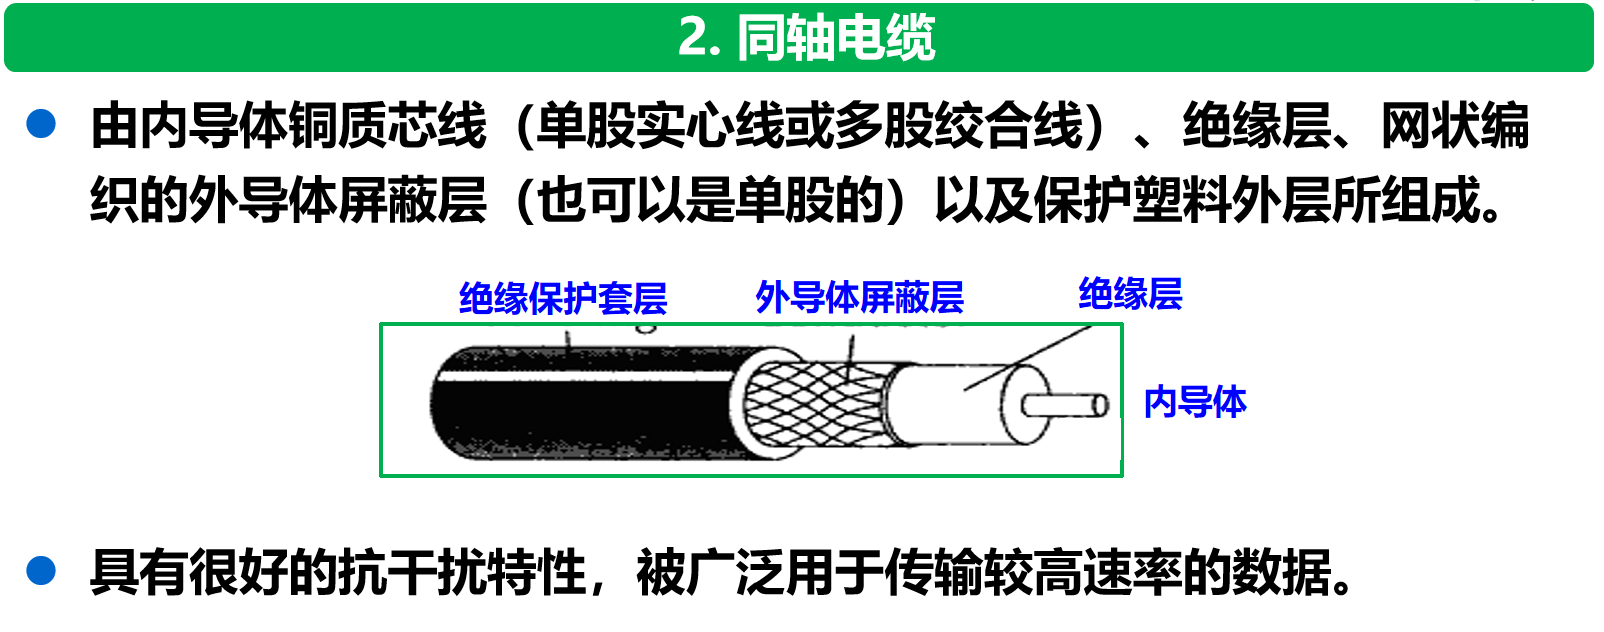 2. 同轴电缆
由内导体铜质芯线（单股实心线或多股绞合线）、绝缘层、网状编
织的外导体屏蔽层（也可以是单股的）以及保护塑料外层所组成。
绝缘保护套层 外导体屏蔽层 绝缘层
内导体
具有很好的抗干扰特性，被广泛用于传输较高速率的数据。